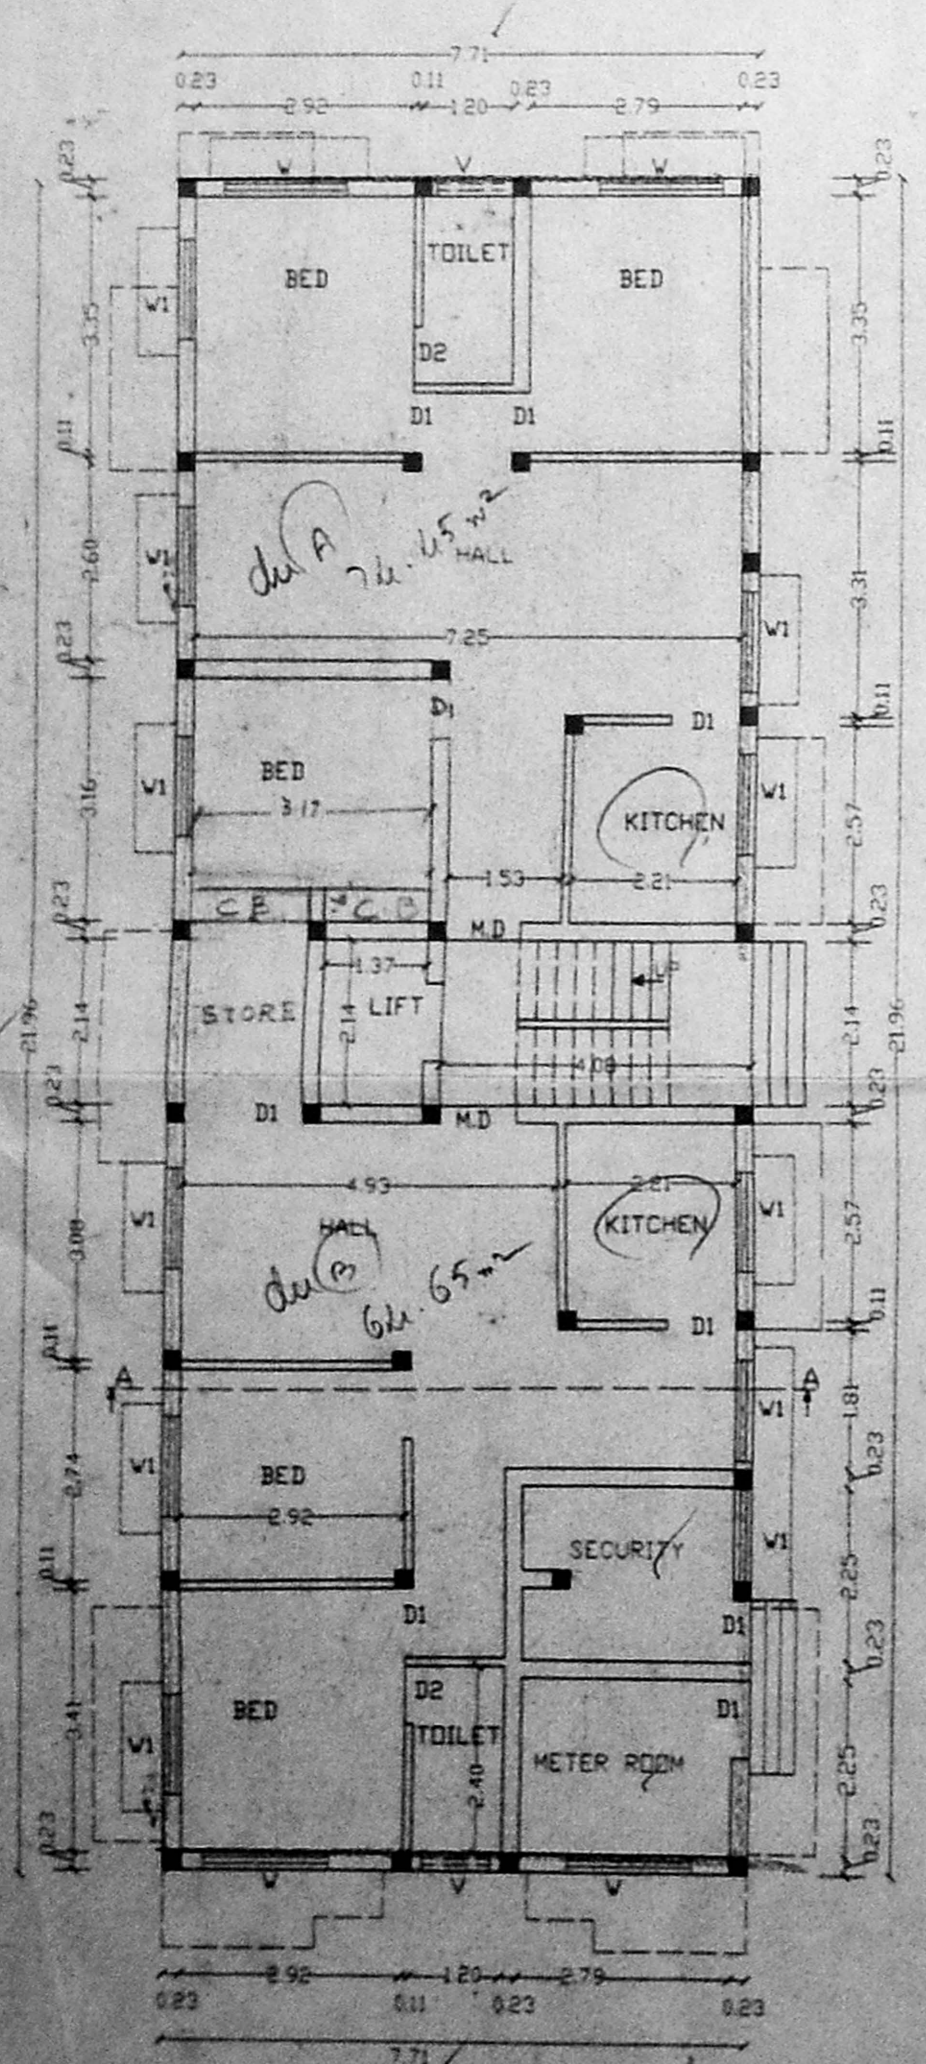 7.71
0.23 0.11 0.23 0.23
2.92 1.20 2.79
0.23 W V W 0.23
TOILET
BED BED
W1
3.35 3.35
D2
D1 D1
0.11 0.11
du A 74.45 m2
HALL
2.60 3.31
W1
0.23 7.25
D1 D1 0.11
BED
W1 W1
3.16 3.17 KITCHEN 2.57
1.53 2.21
0.23 C.B. C.B M.D 0.23
1.37 UP
STORE LIFT
21.96 2.14 2.14 2.14 21.96
4.08
0.23 D1 M.D 0.23
4.93 2.21
W1 HALL KITCHEN W1
3.08 2.57
du B 64.65 m2
D1 0.11
0.11
A A
W1 1.81
W1 BED 0.23
2.74 2.92
SECURITY W1
0.11 2.25
D1 D1
0.23
D2 D1
BED TOILET
W1 METER ROOM
3.41 2.40 2.25
0.23 0.23
W V W
2.92 1.20 2.79
0.23 0.11 0.23 0.23
7.71